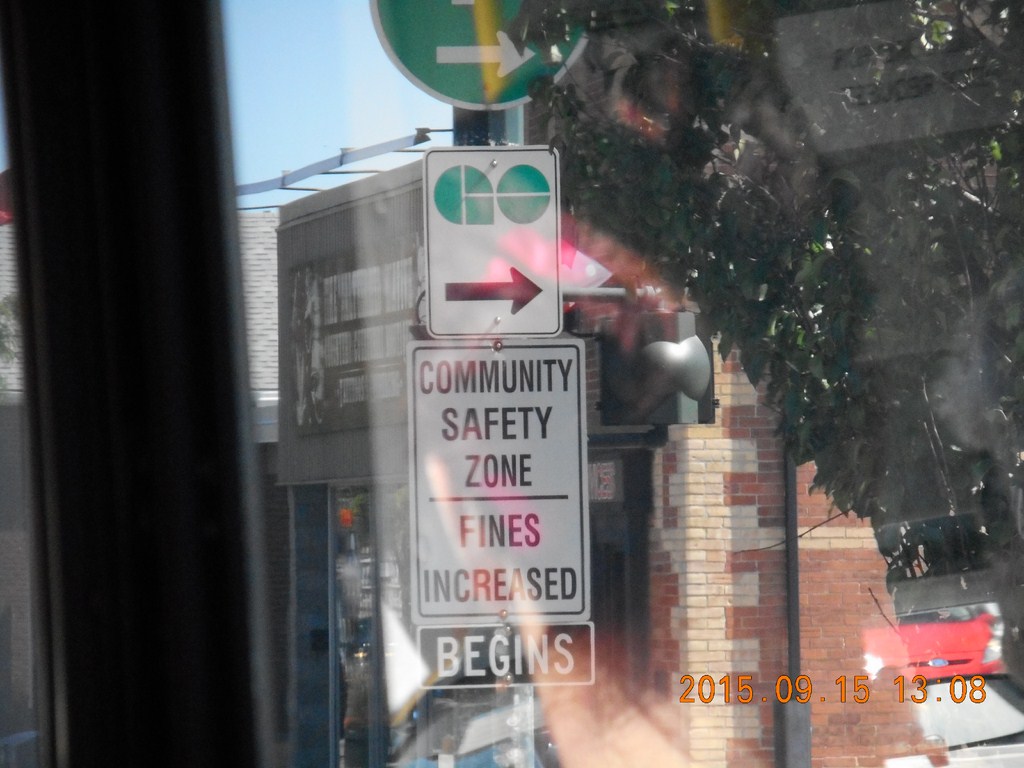 GO
COMMUNITY
SAFETY
ZONE
FINES
INCREASED
BEGINS
2015.09.15 13:08